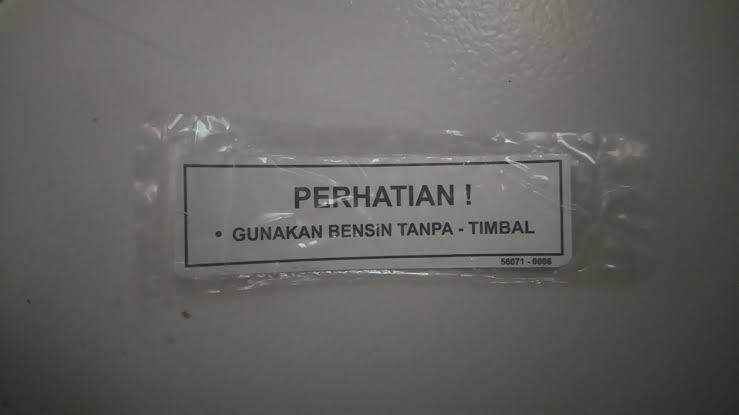 PERHATIAN !
• GUNAKAN BENSiN TANPA - TIMBAL
56071 - 0006